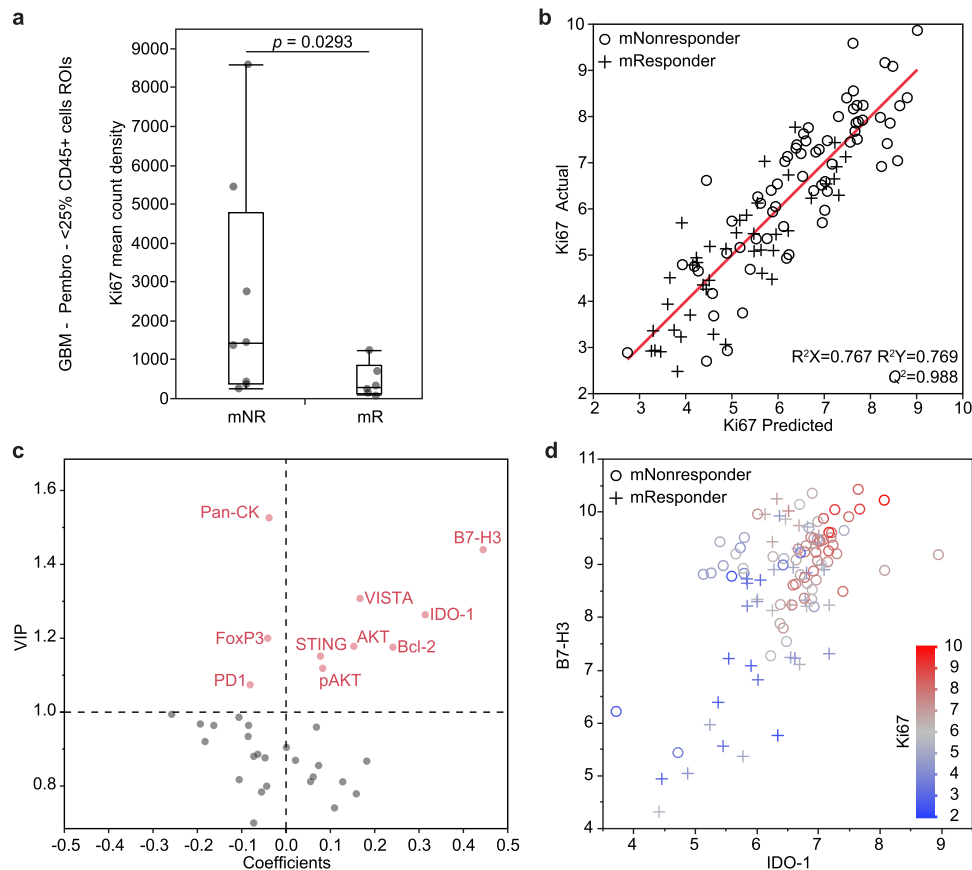 a
GBM - Pembro - <25% CD45+ cells ROIs
Ki67 mean count density
9000
8000
7000
6000
5000
4000
3000
2000
1000
0
p = 0.0293
mNR
mR
b
Ki67 Actual
10
9
8
7
6
5
4
3
2
mNonresponder
mResponder
R²X=0.767 R²Y=0.769
Q²=0.988
2 3 4 5 6 7 8 9 10
Ki67 Predicted
c
VIP
1.6
1.4
1.2
1.0
0.8
Pan-CK
B7-H3
VISTA
IDO-1
FoxP3
STING
AKT
Bcl-2
PD1
pAKT
-0.5 -0.4 -0.3 -0.2 -0.1 0.0 0.1 0.2 0.3 0.4 0.5
Coefficients
d
B7-H3
11
10
9
8
7
6
5
4
3
mNonresponder
mResponder
Ki67
10
9
8
7
6
5
4
3
2
4 5 6 7 8 9
IDO-1